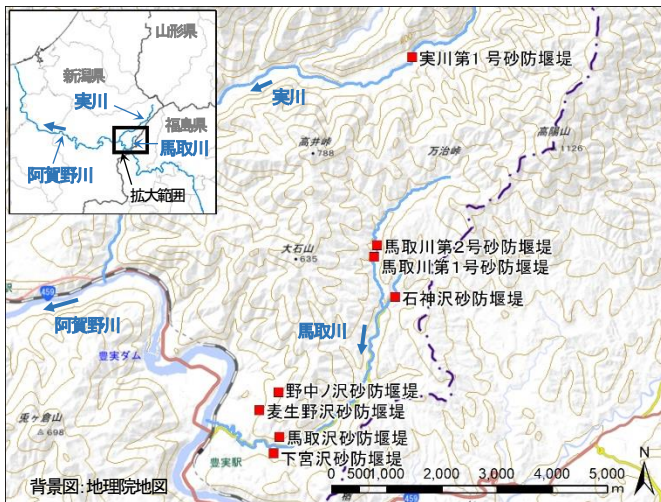 山形県
新潟県
実川
福島県
馬取川
阿賀野川
拡大範囲
実川第1号砂防堰堤
実川
高陽山
1126
高井峠
788
万治峠
馬取川第2号砂防堰堤
馬取川第1号砂防堰堤
大石山
635
石神沢砂防堰堤
459
459
阿賀野川
馬取川
豊実ダム
野中ノ沢砂防堰堤
麦生野沢砂防堰堤
兎ヶ倉山
698
馬取沢砂防堰堤
豊実駅
下宮沢砂防堰堤
背景図:地理院地図
0 500 1,000 2,000 3,000 4,000 5,000
m
N